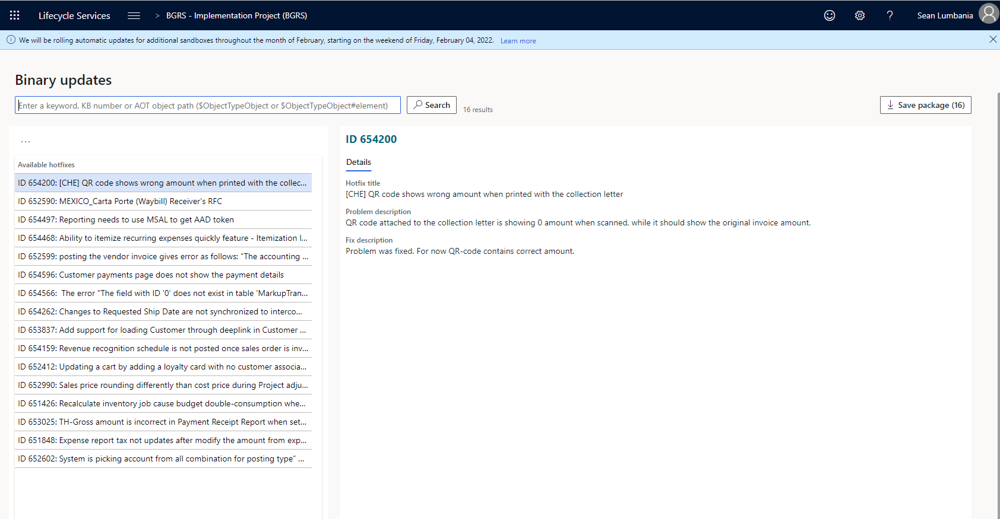 Lifecycle Services
> BGRS - Implementation Project (BGRS)
Sean Lumbania
We will be rolling automatic updates for additional sandboxes throughout the month of February, starting on the weekend of Friday, February 04, 2022. Learn more
Binary updates
Enter a keyword, KB number or AOT object path ($ObjectTypeObject or $ObjectTypeObject#element)
Search
16 results
Save package (16)
...
Available hotfixes
ID 654200: [CHE] QR code shows wrong amount when printed with the collec...
ID 652590: MEXICO_Carta Porte (Waybill) Receiver's RFC
ID 654497: Reporting needs to use MSAL to get AAD token
ID 654468: Ability to itemize recurring expenses quickly feature - Itemization I...
ID 652599: posting the vendor invoice gives error as follows: "The accounting ...
ID 654596: Customer payments page does not show the payment details
ID 654566:  The error "The field with ID '0' does not exist in table 'MarkupTran...
ID 654262: Changes to Requested Ship Date are not synchronized to interco...
ID 653837: Add support for loading Customer through deeplink in Customer ...
ID 654159: Revenue recognition schedule is not posted once sales order is inv...
ID 652412: Updating a cart by adding a loyalty card with no customer associa...
ID 652990: Sales price rounding differently than cost price during Project adju...
ID 651426: Recalculate inventory job cause budget double-consumption whe...
ID 653025: TH-Gross amount is incorrect in Payment Receipt Report when set...
ID 651848: Expense report tax not updates after modify the amount from exp...
ID 652602: System is picking account from all combination for posting type” ...
ID 654200
Details
Hotfix title
[CHE] QR code shows wrong amount when printed with the collection letter
Problem description
QR code attached to the collection letter is showing 0 amount when scanned, while it should show the original invoice amount.
Fix description
Problem was fixed. For now QR-code contains correct amount.